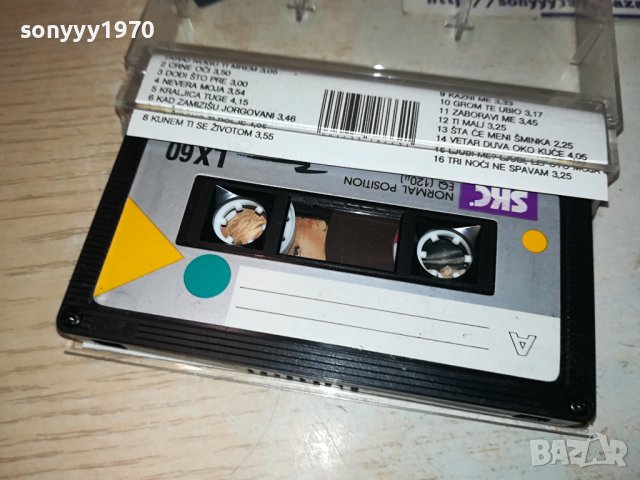 sonyyy1970
2 CRNE OČI 3,50
3 DOĐI ŠTO PRE 3,00
4 NEVERA MOJA 3,54
5 KRALJICA TUGE 4,15
6 KAD ZAMIZIŠU JORGOVANI 3,46
8 KUNEM TI SE ŽIVOTOM 3,55
9 KAZNI ME 3,33
10 GROM TE UBIO 3,17
11 ZABORAVI ME 3,45
12 TI MALI 3,25
13 ŠTA ĆE MENI ŠMINKA 2,25
14 VETAR DUVA OKO KUĆE 4,05
16 TRI NOĆI NE SPAVAM 3,25
LX60
NORMAL POSITION
EQ (120µ)
SKC
A
sonyyy1970
BAZAR